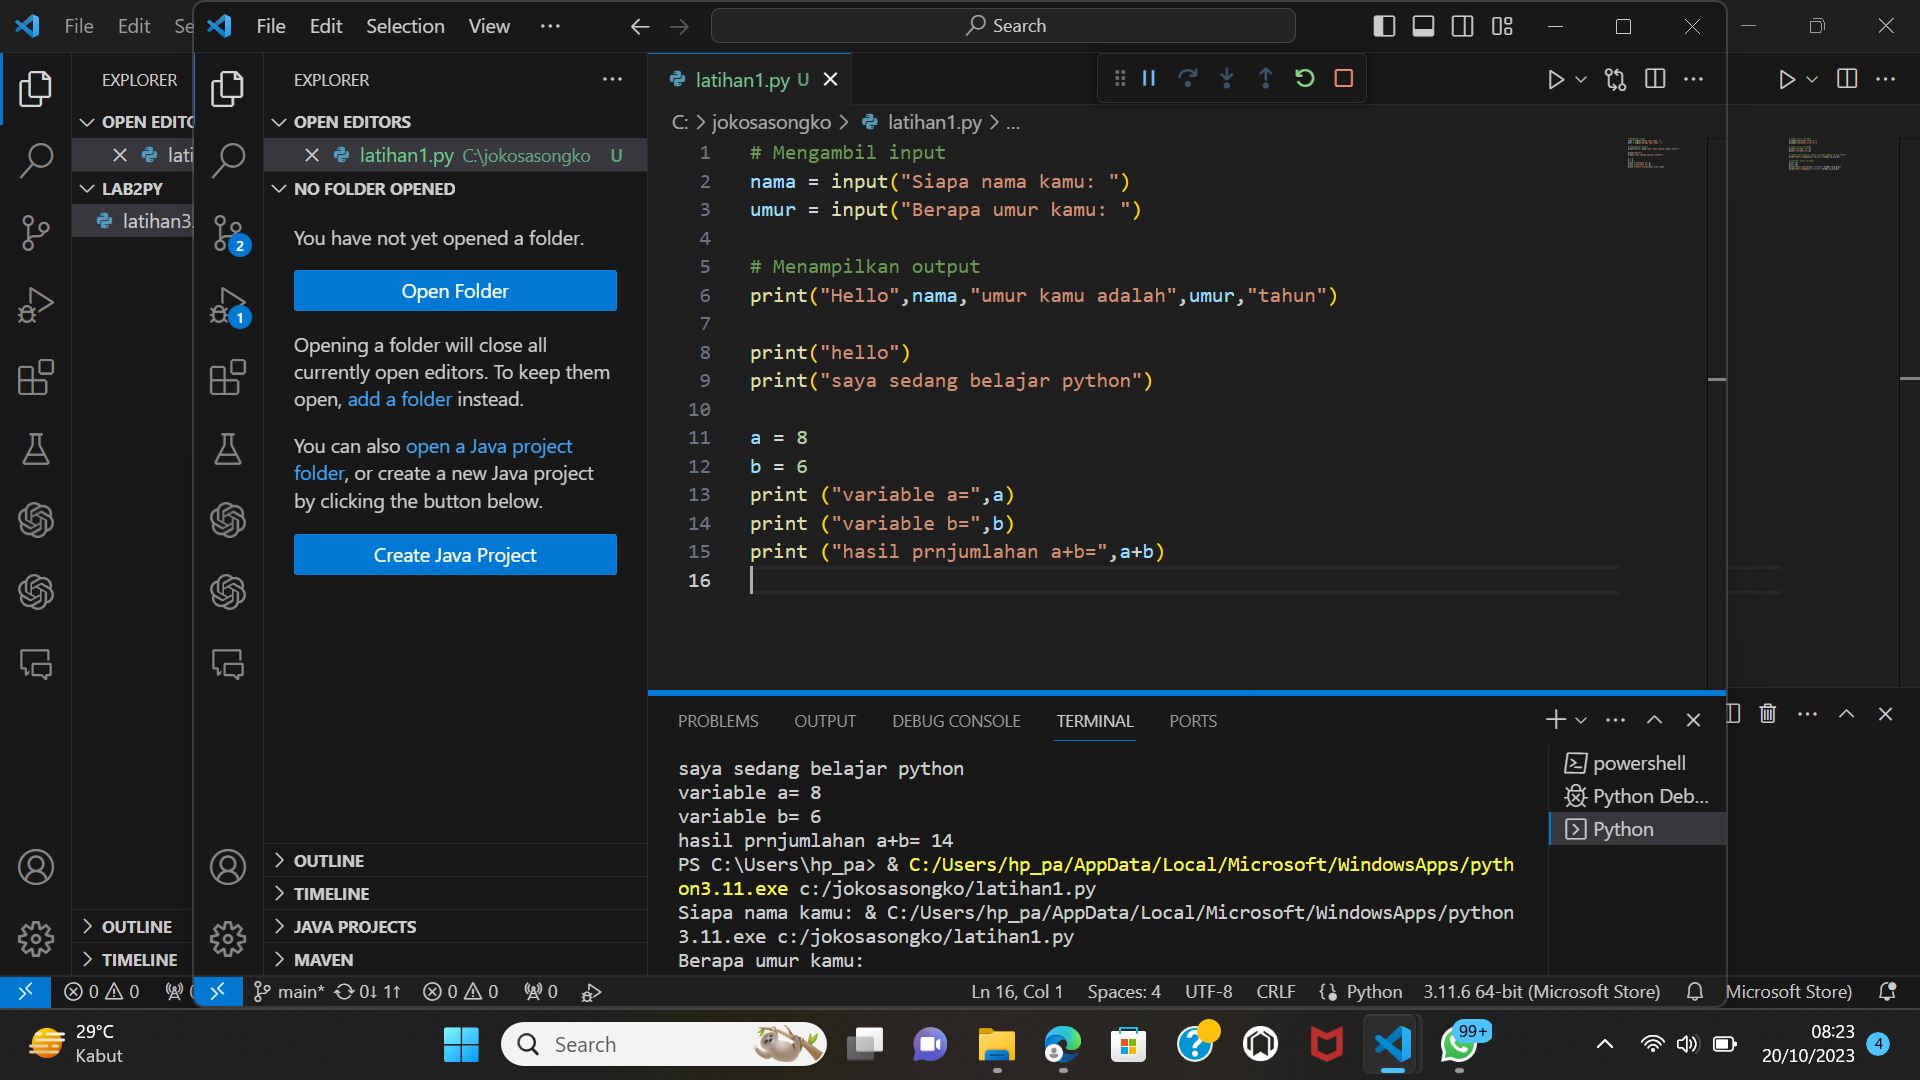 File Edit Se
File Edit Selection View ···
Search
EXPLORER
OPEN EDITO
lati
LAB2PY
latihan3.
OUTLINE
TIMELINE
EXPLORER
OPEN EDITORS
latihan1.py C:\jokosasongko U
NO FOLDER OPENED
You have not yet opened a folder.
Open Folder
Opening a folder will close all
currently open editors. To keep them
open, add a folder instead.
You can also open a Java project
folder, or create a new Java project
by clicking the button below.
Create Java Project
OUTLINE
TIMELINE
JAVA PROJECTS
MAVEN
2
1
latihan1.py U
C: > jokosasongko > latihan1.py > ...
1 # Mengambil input
2 nama = input("Siapa nama kamu: ")
3 umur = input("Berapa umur kamu: ")
4
5 # Menampilkan output
6 print("Hello",nama,"umur kamu adalah",umur,"tahun")
7
8 print("hello")
9 print("saya sedang belajar python")
10
11 a = 8
12 b = 6
13 print ("variable a=",a)
14 print ("variable b=",b)
15 print ("hasil prnjumlahan a+b=",a+b)
16
PROBLEMS OUTPUT DEBUG CONSOLE TERMINAL PORTS
saya sedang belajar python
variable a= 8
variable b= 6
hasil prnjumlahan a+b= 14
PS C:\Users\hp_pa> & C:/Users/hp_pa/AppData/Local/Microsoft/WindowsApps/pyth
on3.11.exe c:/jokosasongko/latihan1.py
Siapa nama kamu: & C:/Users/hp_pa/AppData/Local/Microsoft/WindowsApps/python
3.11.exe c:/jokosasongko/latihan1.py
Berapa umur kamu:
powershell
Python Deb...
Python
0 0 0
main* 0↓ 1↑ 0 0 0
Ln 16, Col 1 Spaces: 4 UTF-8 CRLF Python 3.11.6 64-bit (Microsoft Store)
Microsoft Store)
29°C
Kabut
Search
99+
08:23
20/10/2023
4